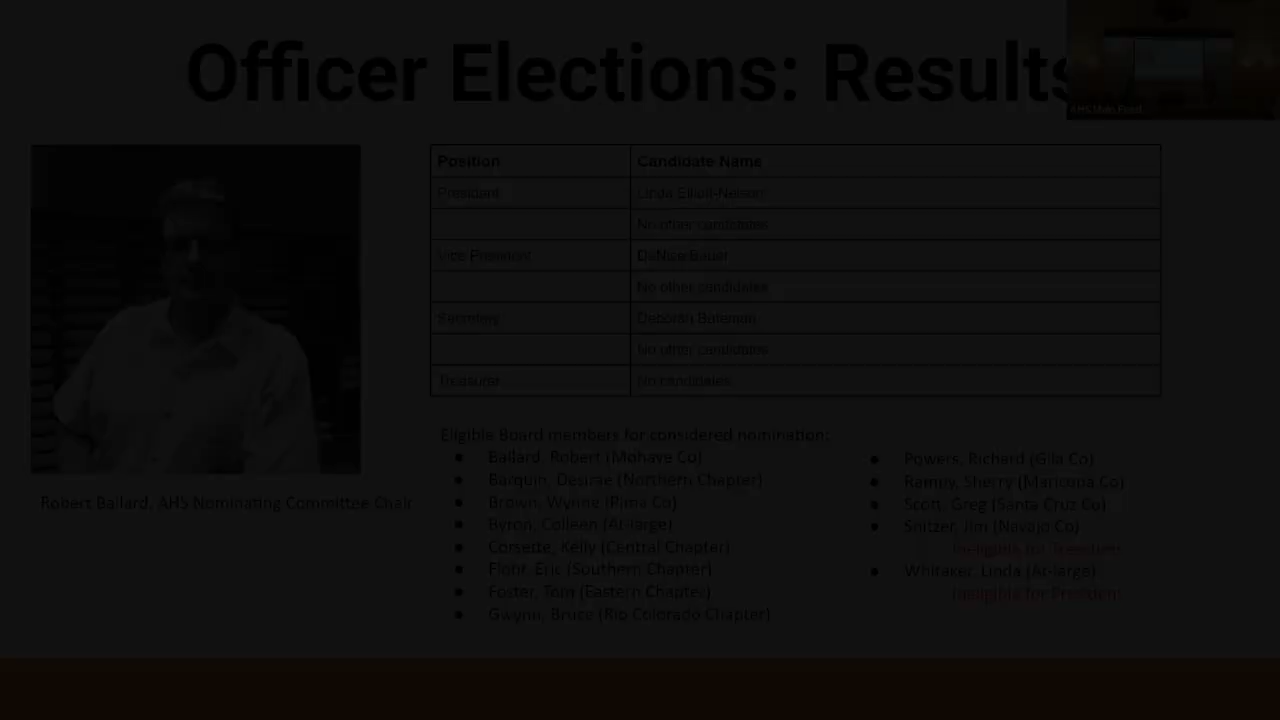 Officer Elections: Results
AHS Main Feed
Position Candidate Name
President Linda Elliott-Nelson
No other candidates
Vice President DeNise Bauer
No other candidates
Secretary Deborah Bateman
No other candidates
Treasurer No candidates
Robert Ballard, AHS Nominating Committee Chair
Eligible Board members for considered nomination:
● Ballard, Robert (Mohave Co)
● Barquin, Desirae (Northern Chapter)
● Brown, Wynne (Pima Co)
● Byron, Colleen (At-large)
● Corsette, Kelly (Central Chapter)
● Flohr, Eric (Southern Chapter)
● Foster, Tom (Eastern Chapter)
● Gwynn, Bruce (Rio Colorado Chapter)
● Powers, Richard (Gila Co)
● Sherry (Maricopa Co)
● Scott, Greg (Santa Cruz Co)
● Snitzer, Jim (Navajo Co)
Ineligible for Treasurer
● Whitaker, Linda (At-large)
Ineligible for President